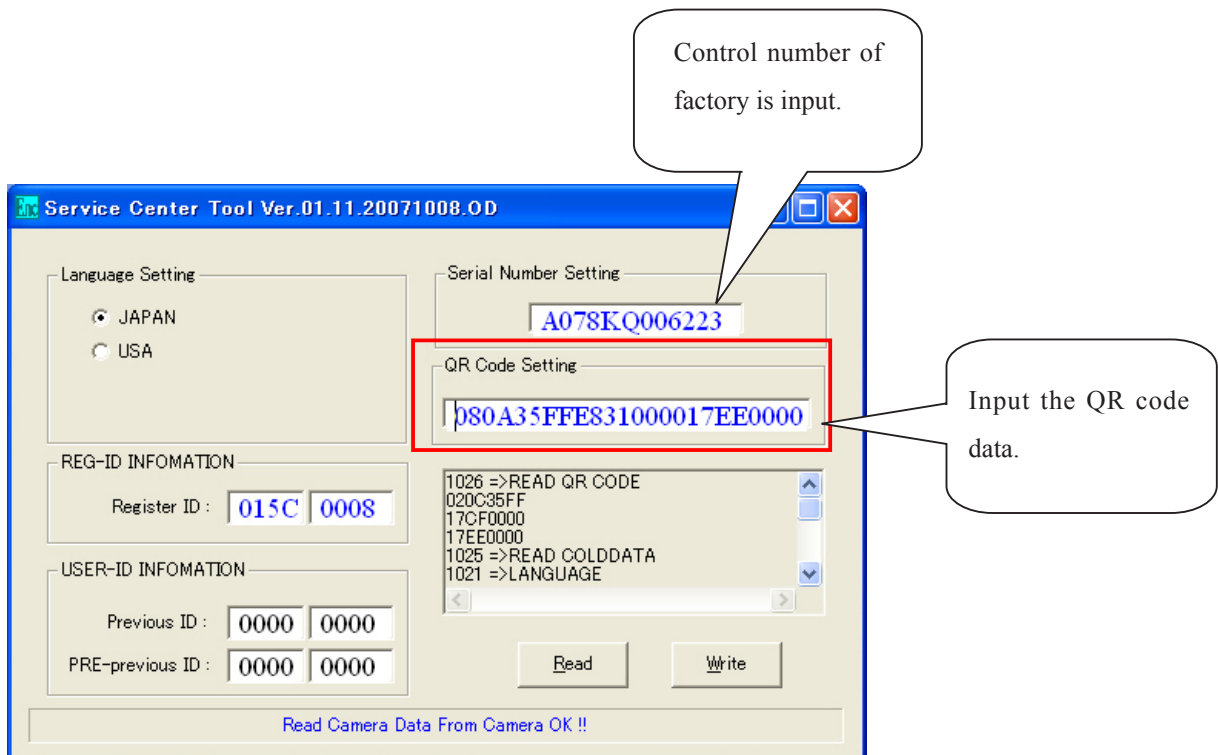 Control number of
factory is input.
Enc Service Center Tool Ver.01.11.20071008.OD
Language Setting
JAPAN
USA
Serial Number Setting
A078KQ006223
QR Code Setting
080A35FFE831000017EE0000
Input the QR code
data.
REG-ID INFOMATION
Register ID : 015C 0008
1026 =>READ QR CODE
020C35FF
17CF0000
17EE0000
1025 =>READ COLDDATA
1021 =>LANGUAGE
USER-ID INFOMATION
Previous ID : 0000 0000
PRE-previous ID : 0000 0000
Read Write
Read Camera Data From Camera OK !!